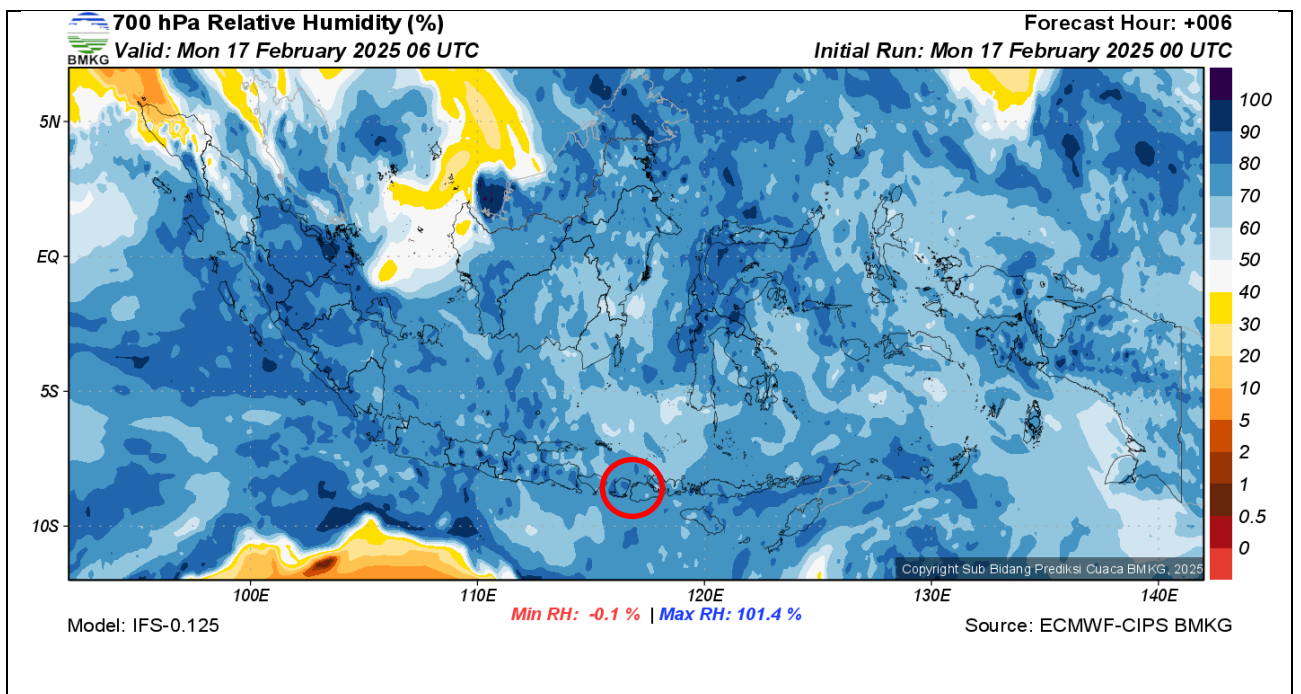 700 hPa Relative Humidity (%)
Forecast Hour: +006
BMKG
Valid: Mon 17 February 2025 06 UTC
Initial Run: Mon 17 February 2025 00 UTC
5N
EQ
5S
10S
100
90
80
70
60
50
40
30
20
10
5
2
1
0.5
0
Copyright Sub Bidang Prediksi Cuaca BMKG, 2025
100E
110E
120E
130E
140E
Min RH: -0.1 % | Max RH: 101.4 %
Model: IFS-0.125
Source: ECMWF-CIPS BMKG